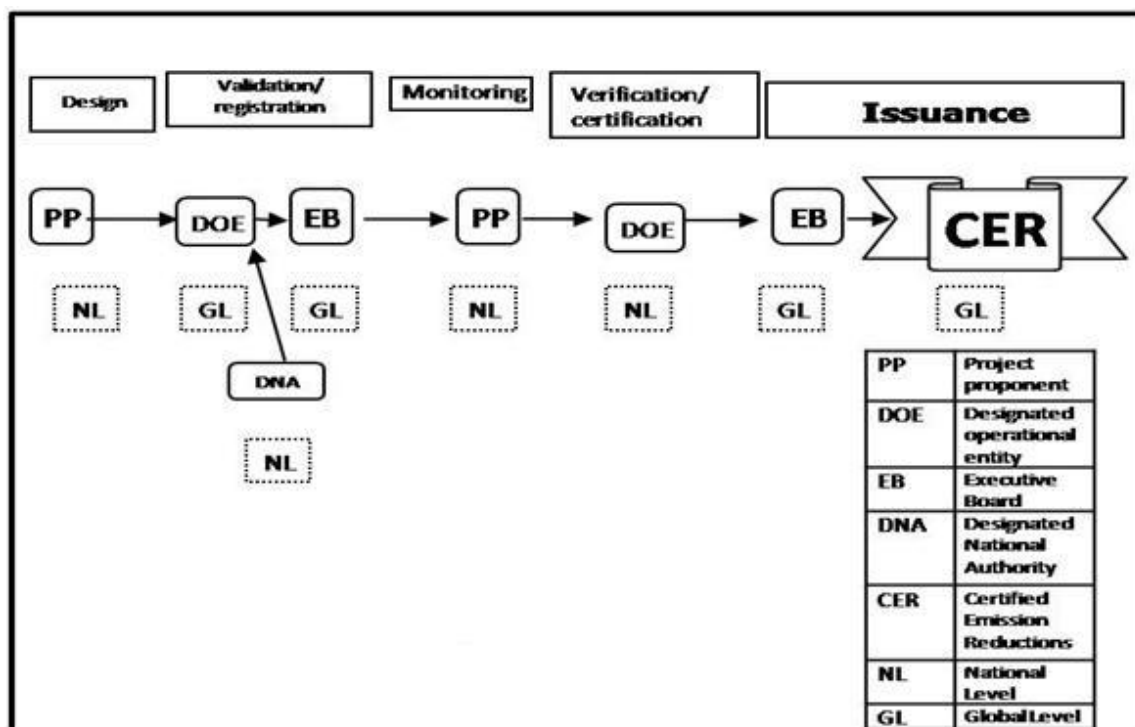 Design
Validation/
registration
Monitoring
Verification/
certification
Issuance
PP
DOE
EB
PP
DOE
EB
CER
NL
GL
GL
NL
NL
GL
GL
DNA
NL
PP Project
proponent
DOE Designated
operational
entity
EB Executive
Board
DNA Designated
National
Authority
CER Certified
Emission
Reductions
NL National
Level
GL Global Level